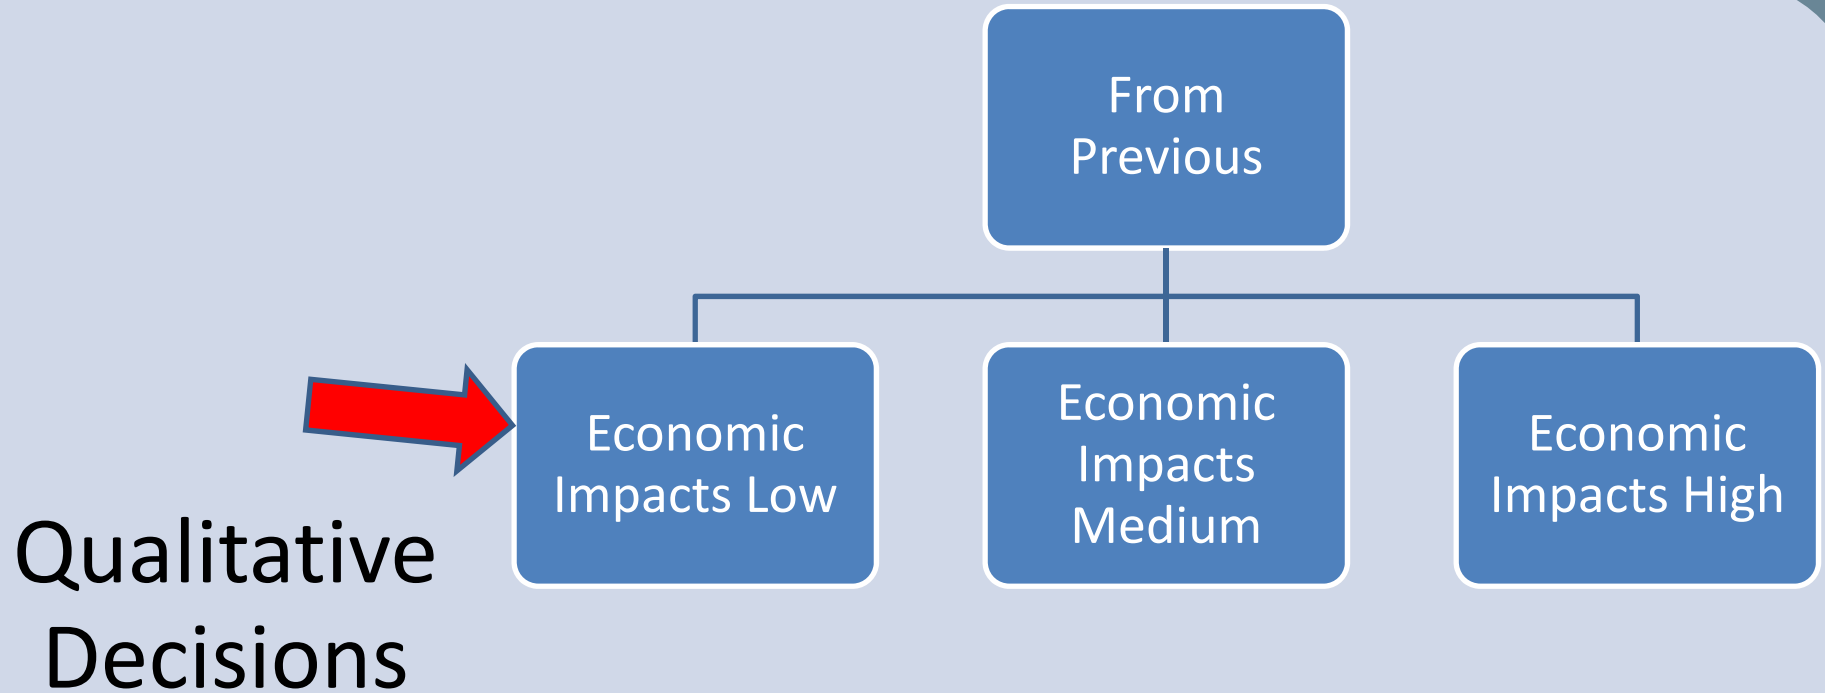 From
Previous
Economic
Impacts Low
Economic
Impacts
Medium
Economic
Impacts High
Qualitative
Decisions